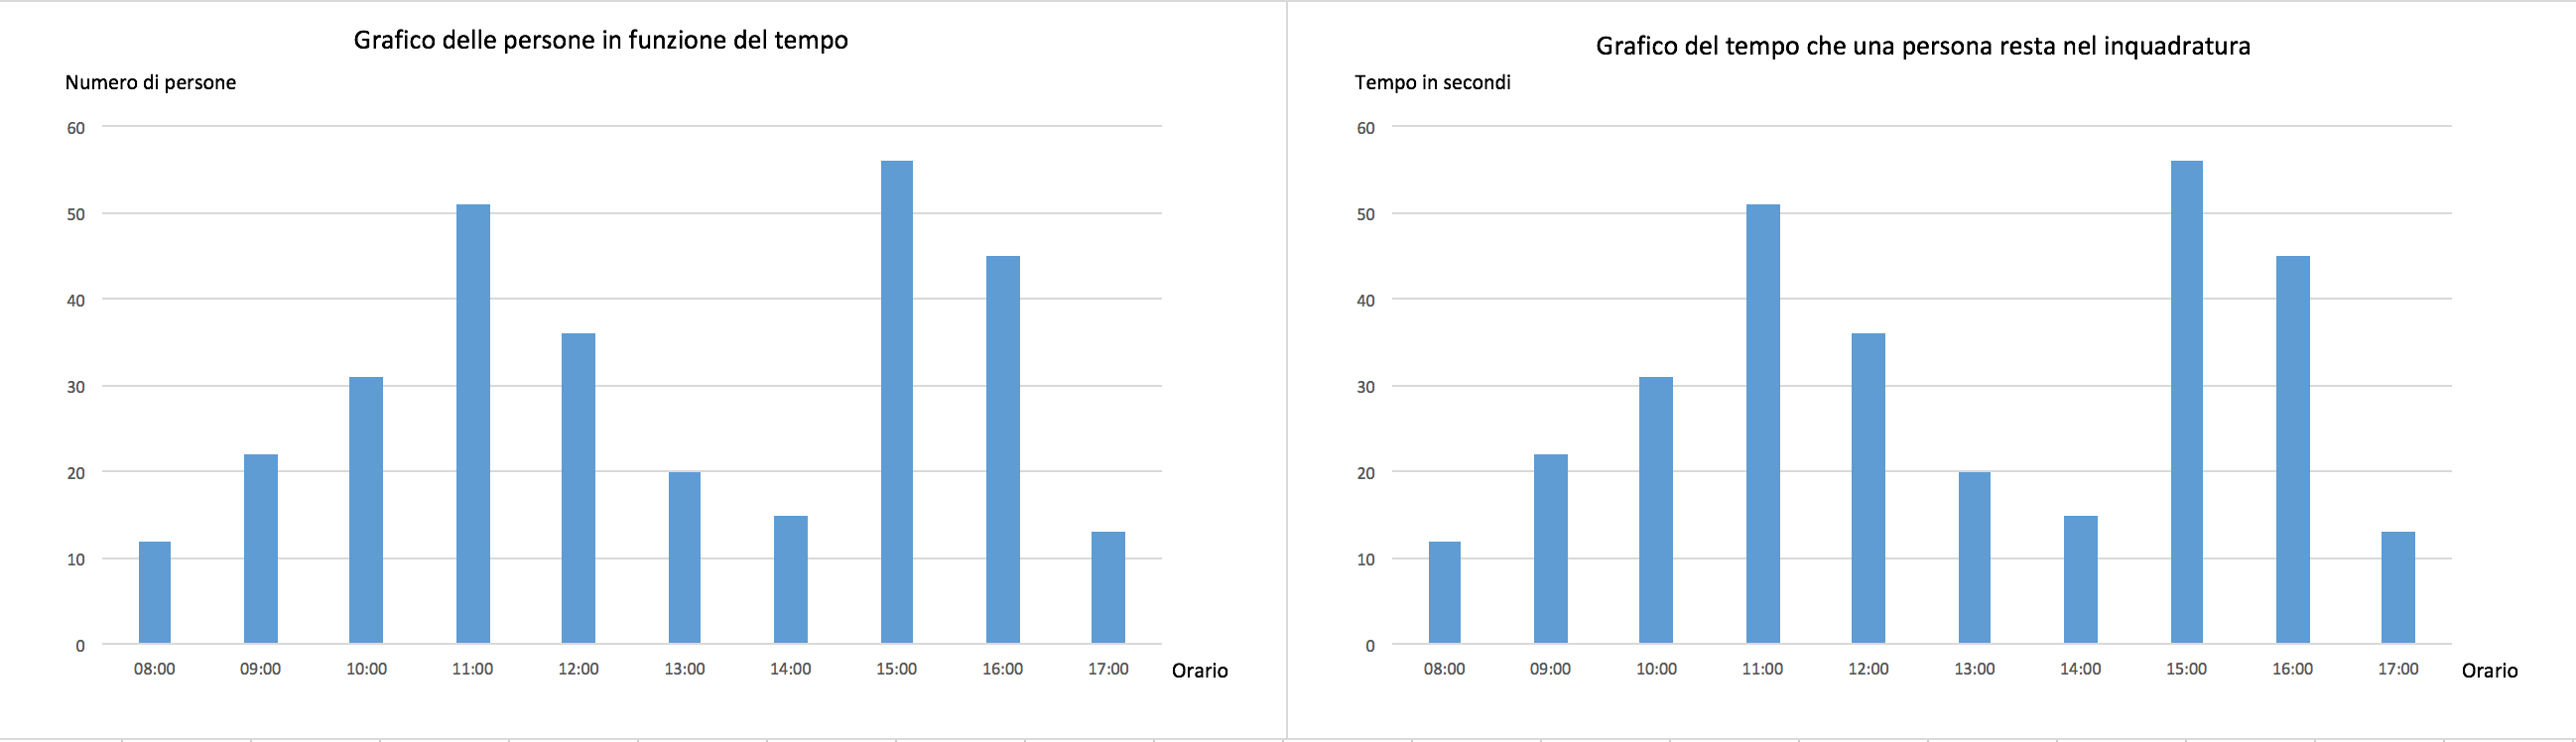 Grafico delle persone in funzione del tempo
Numero di persone
60
50
40
30
20
10
0
08:00 09:00 10:00 11:00 12:00 13:00 14:00 15:00 16:00 17:00 Orario
Grafico del tempo che una persona resta nel inquadratura
Tempo in secondi
60
50
40
30
20
10
0
08:00 09:00 10:00 11:00 12:00 13:00 14:00 15:00 16:00 17:00 Orario